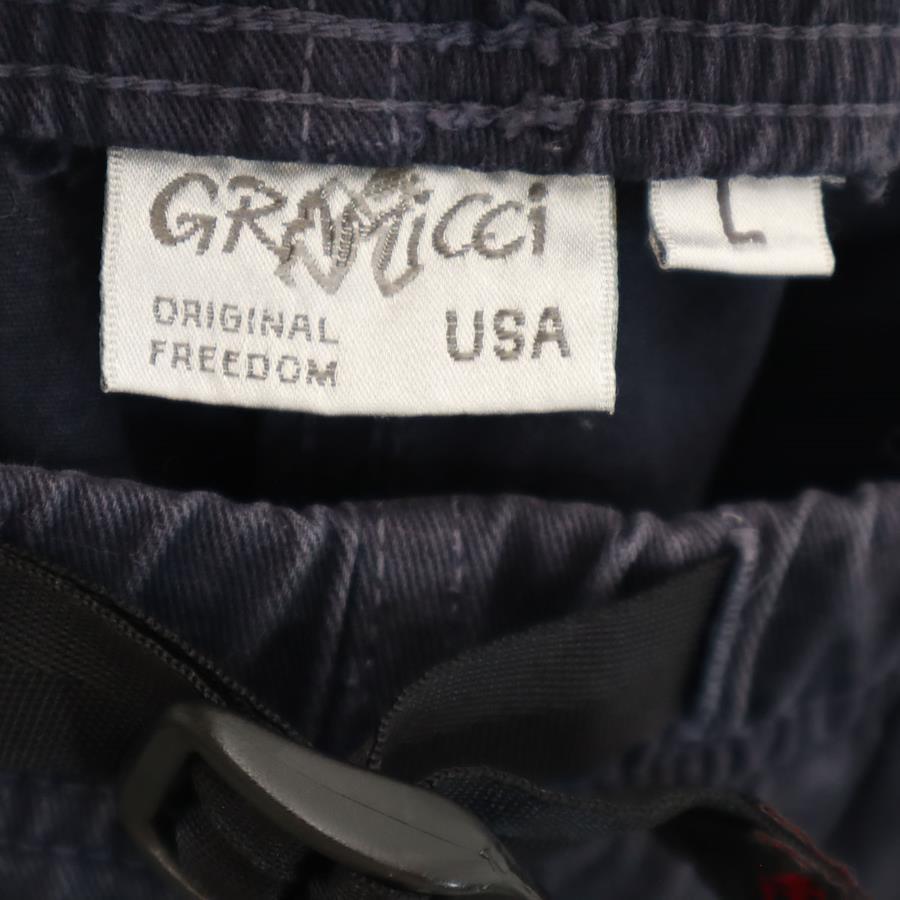 GRAMiCCi
ORIGINAL
FREEDOM
USA
L